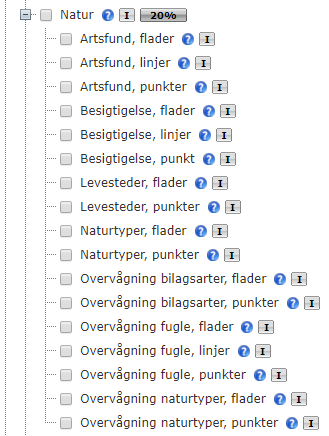 Natur ? I 20%
Artsfund, flader ? I
Artsfund, linjer ? I
Artsfund, punkter ? I
Besigtigelse, flader ? I
Besigtigelse, linjer ? I
Besigtigelse, punkt ? I
Levesteder, flader ? I
Levesteder, punkter ? I
Naturtyper, flader ? I
Naturtyper, punkter ? I
Overvågning bilagsarter, flader ? I
Overvågning bilagsarter, punkter ? I
Overvågning fugle, flader ? I
Overvågning fugle, linjer ? I
Overvågning fugle, punkter ? I
Overvågning naturtyper, flader ? I
Overvågning naturtyper, punkter ? I